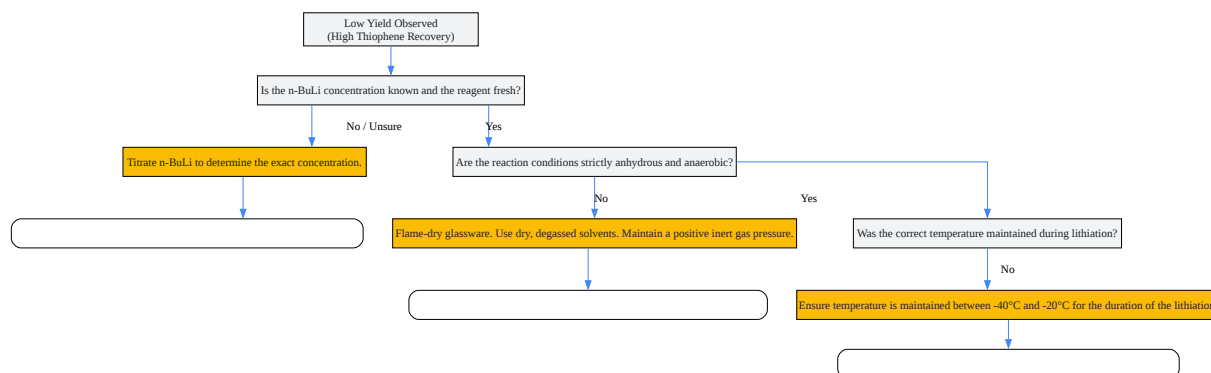 Low Yield Observed
(High Thiophene Recovery)
Is the n-BuLi concentration known and the reagent fresh?
No / Unsure
Yes
Titrate n-BuLi to determine the exact concentration.
Are the reaction conditions strictly anhydrous and anaerobic?
No
Yes
Flame-dry glassware. Use dry, degassed solvents. Maintain a positive inert gas pressure.
Was the correct temperature maintained during lithiation?
No
Ensure temperature is maintained between -40°C and -20°C for the duration of the lithiation